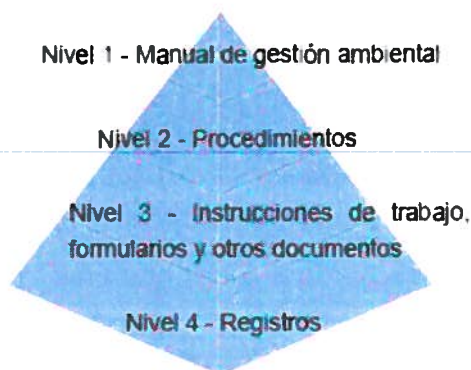 Nivel 1 - Manual de gestión ambiental
Nivel 2 - Procedimientos
Nivel 3 - Instrucciones de trabajo,
formularios y otros documentos
Nivel 4 - Registros